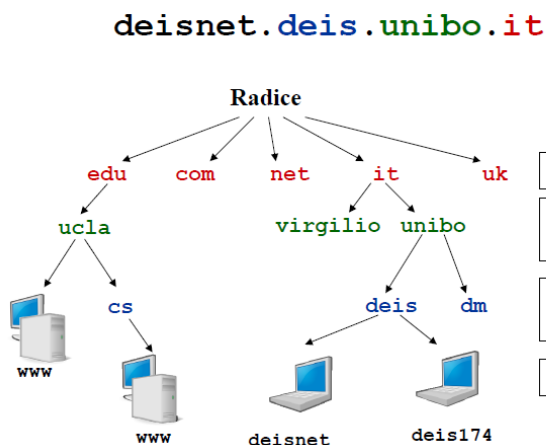 deisnet.deis.unibo.it
Radice
edu com net it uk
ucla virgilio unibo
cs deis dm
www
www deisnet deis174